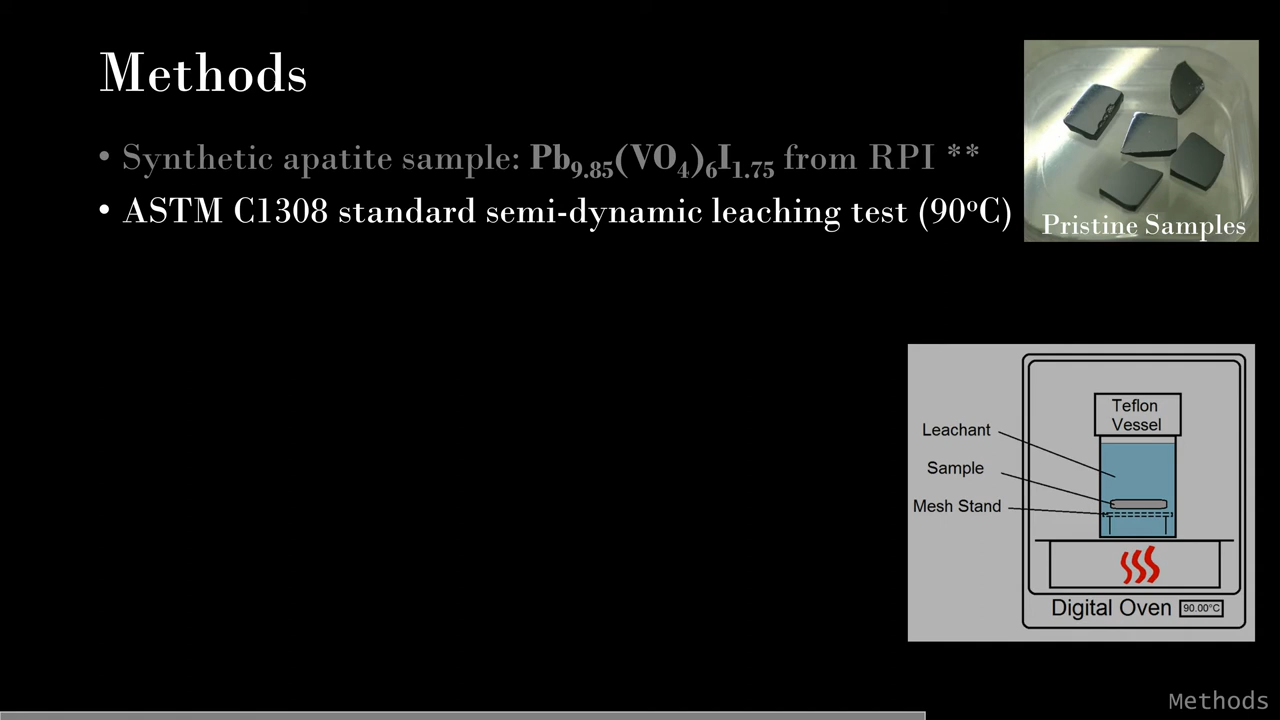 Methods
• Synthetic apatite sample: Pb9.85(VO4)6I1.75 from RPI **
• ASTM C1308 standard semi-dynamic leaching test (90oC)
Pristine Samples
Teflon
Vessel
Leachant
Sample
Mesh Stand
Digital Oven 90.00°C
Methods